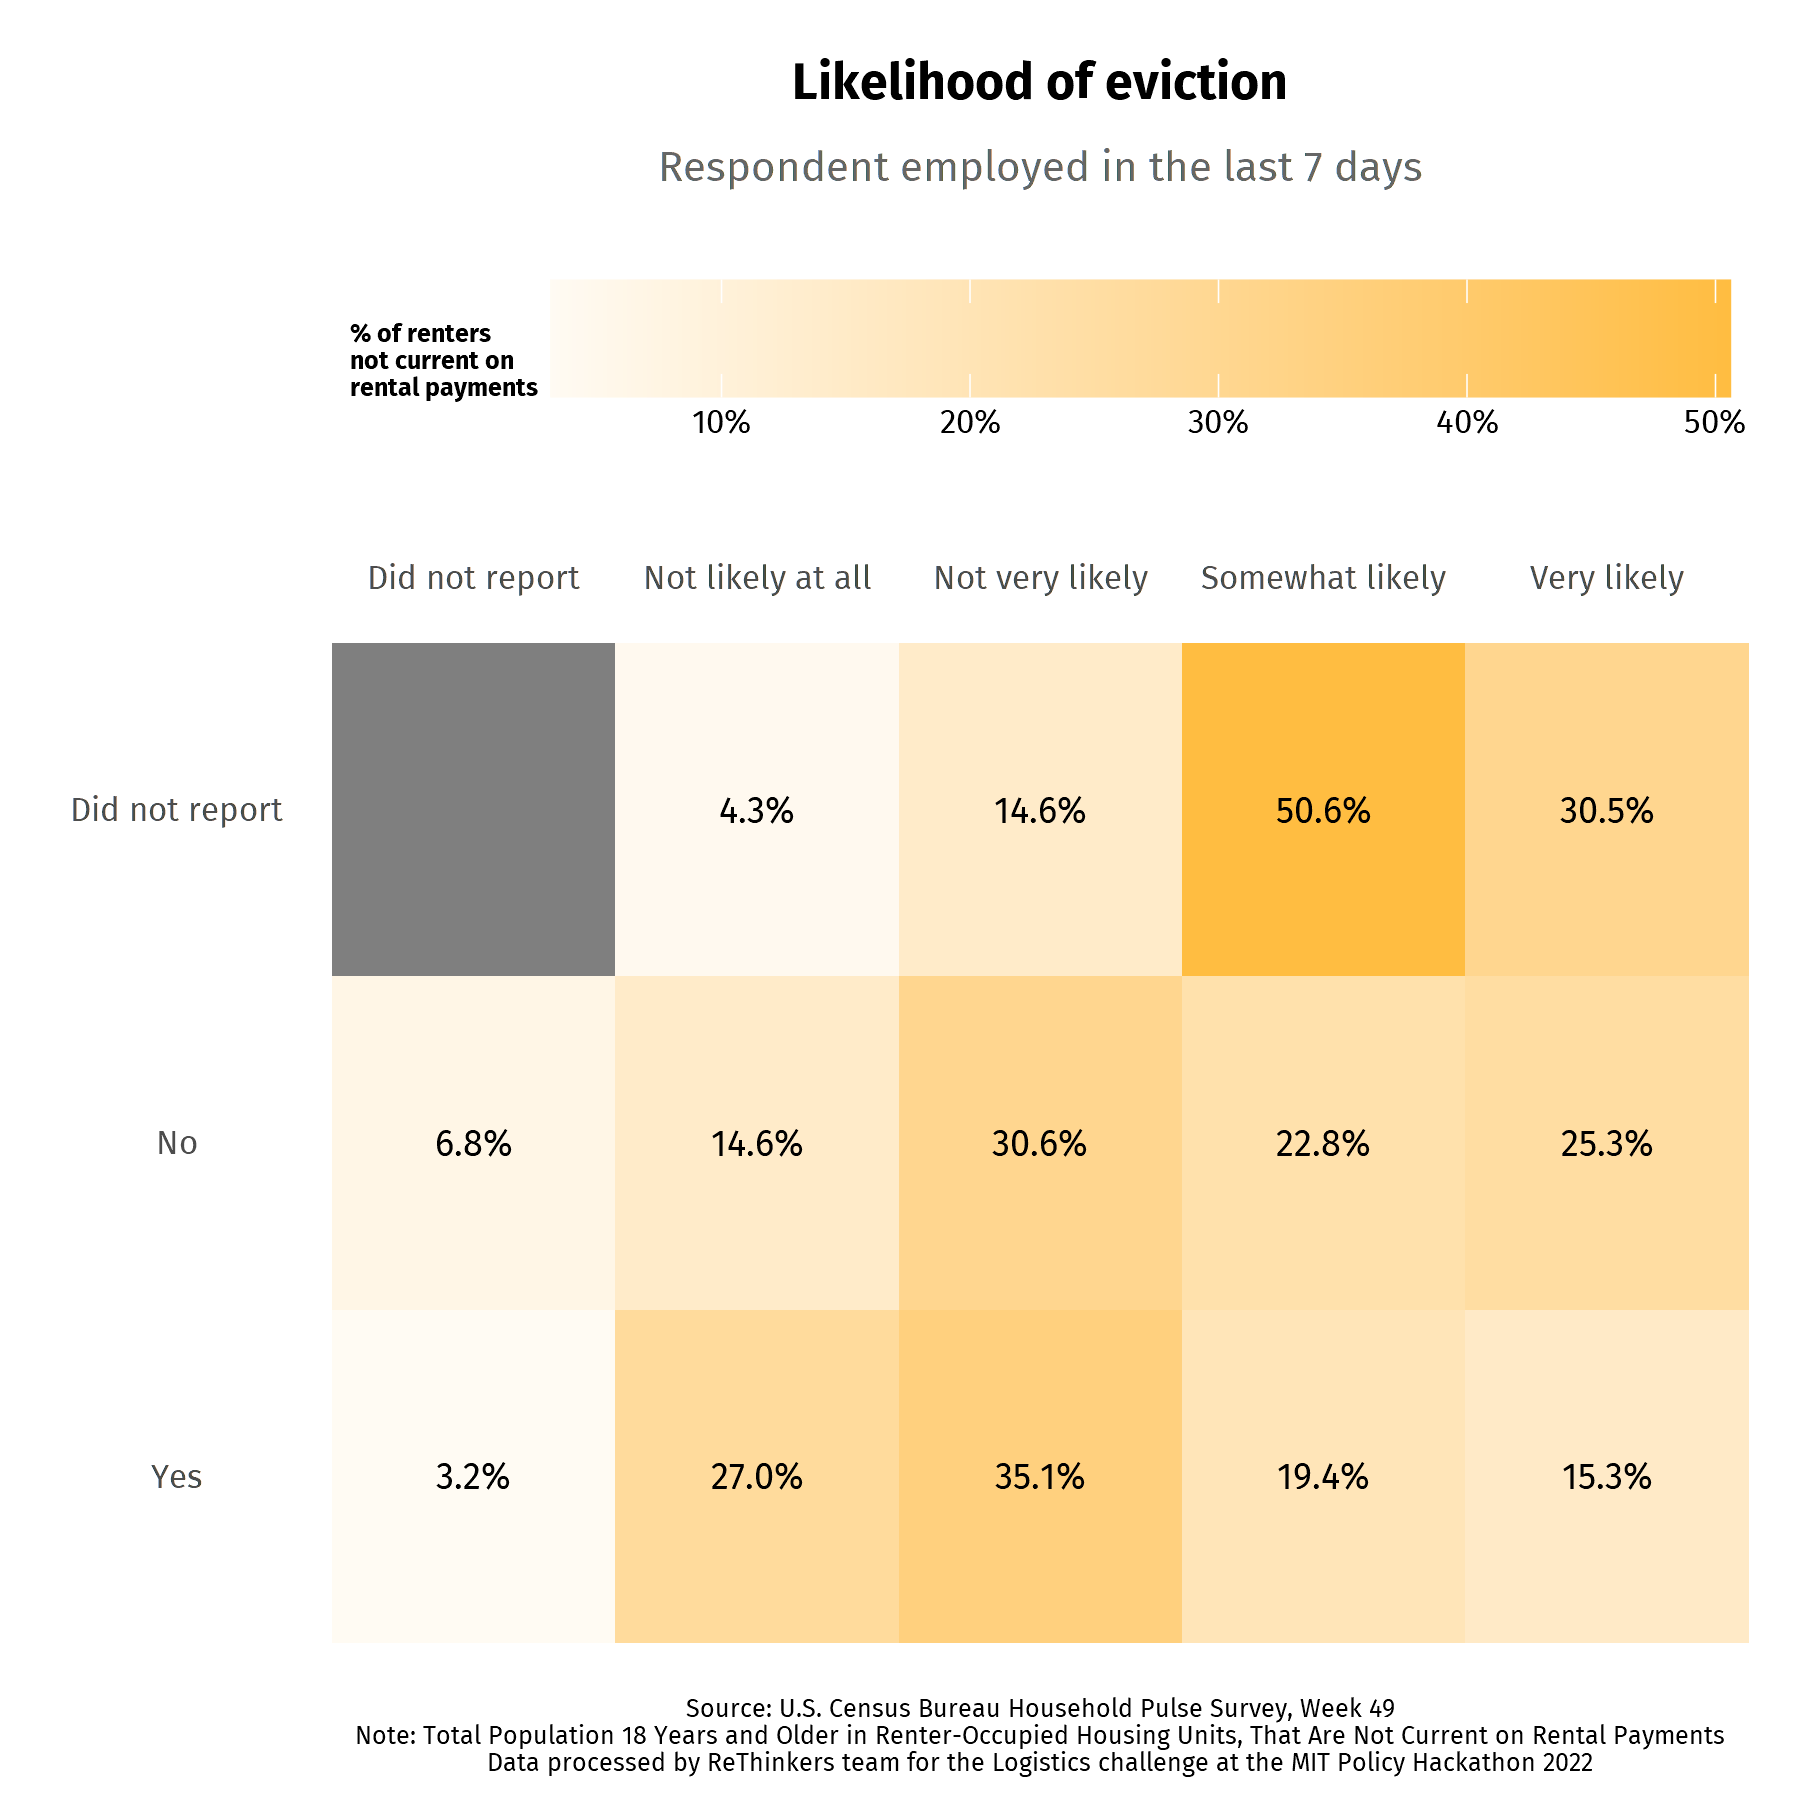 Likelihood of eviction
Respondent employed in the last 7 days
% of renters
not current on
rental payments
10% 20% 30% 40% 50%
Did not report Not likely at all Not very likely Somewhat likely Very likely
Did not report 4.3% 14.6% 50.6% 30.5%
No 6.8% 14.6% 30.6% 22.8% 25.3%
Yes 3.2% 27.0% 35.1% 19.4% 15.3%
Source: U.S. Census Bureau Household Pulse Survey, Week 49
Note: Total Population 18 Years and Older in Renter-Occupied Housing Units, That Are Not Current on Rental Payments
Data processed by ReThinkers team for the Logistics challenge at the MIT Policy Hackathon 2022